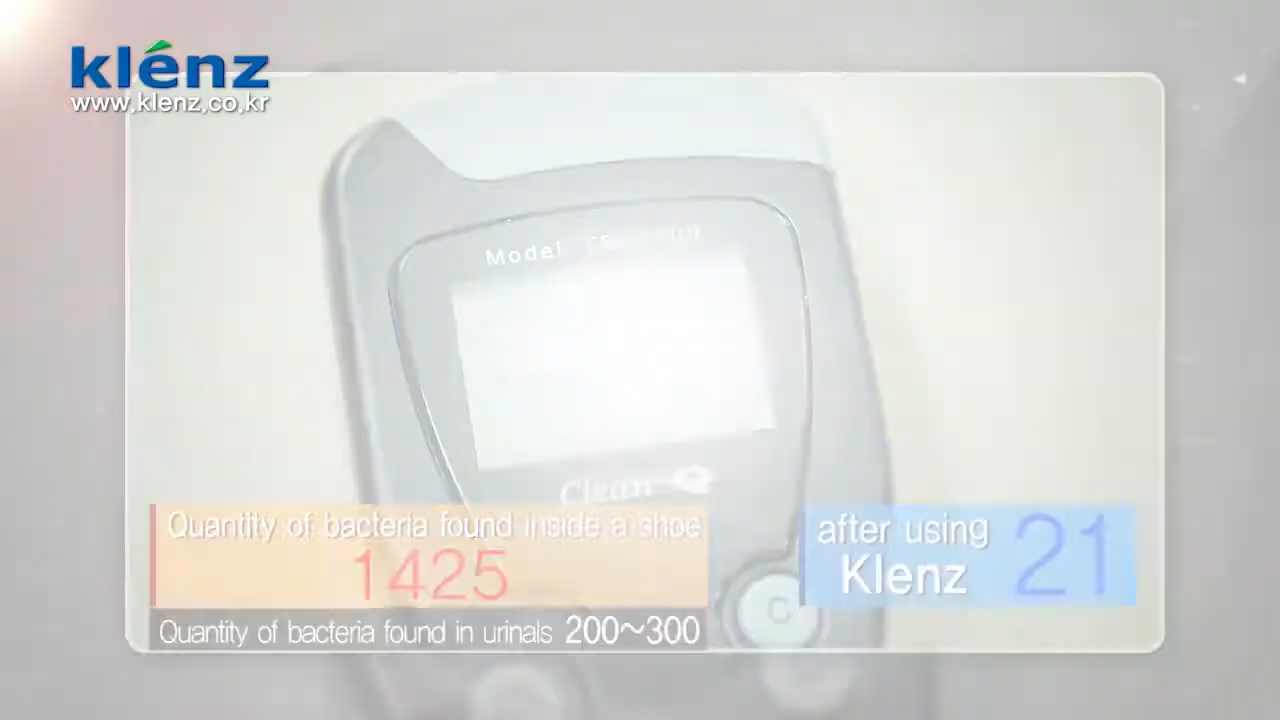 klénz
www.klenz.co.kr
Model
Clean
Quantity of bacteria found inside a shoe
1425
after using
Klenz
21
Quantity of bacteria found in urinals 200~300
C